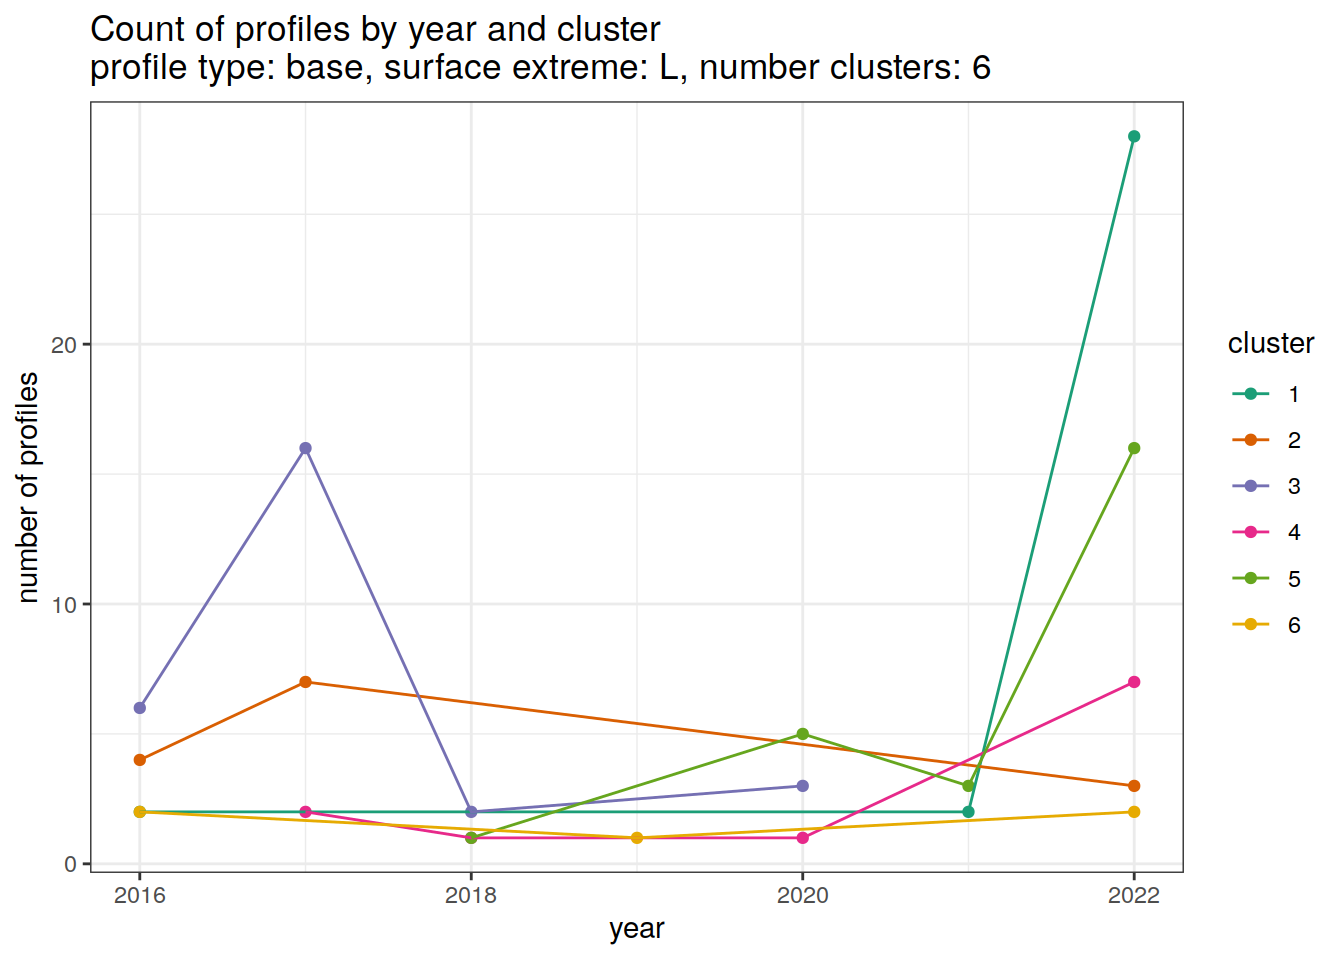 Count of profiles by year and cluster
profile type: base, surface extreme: L, number clusters: 6
number of profiles
20
10
0
2016
2018
2020
2022
year
cluster
1
2
3
4
5
6